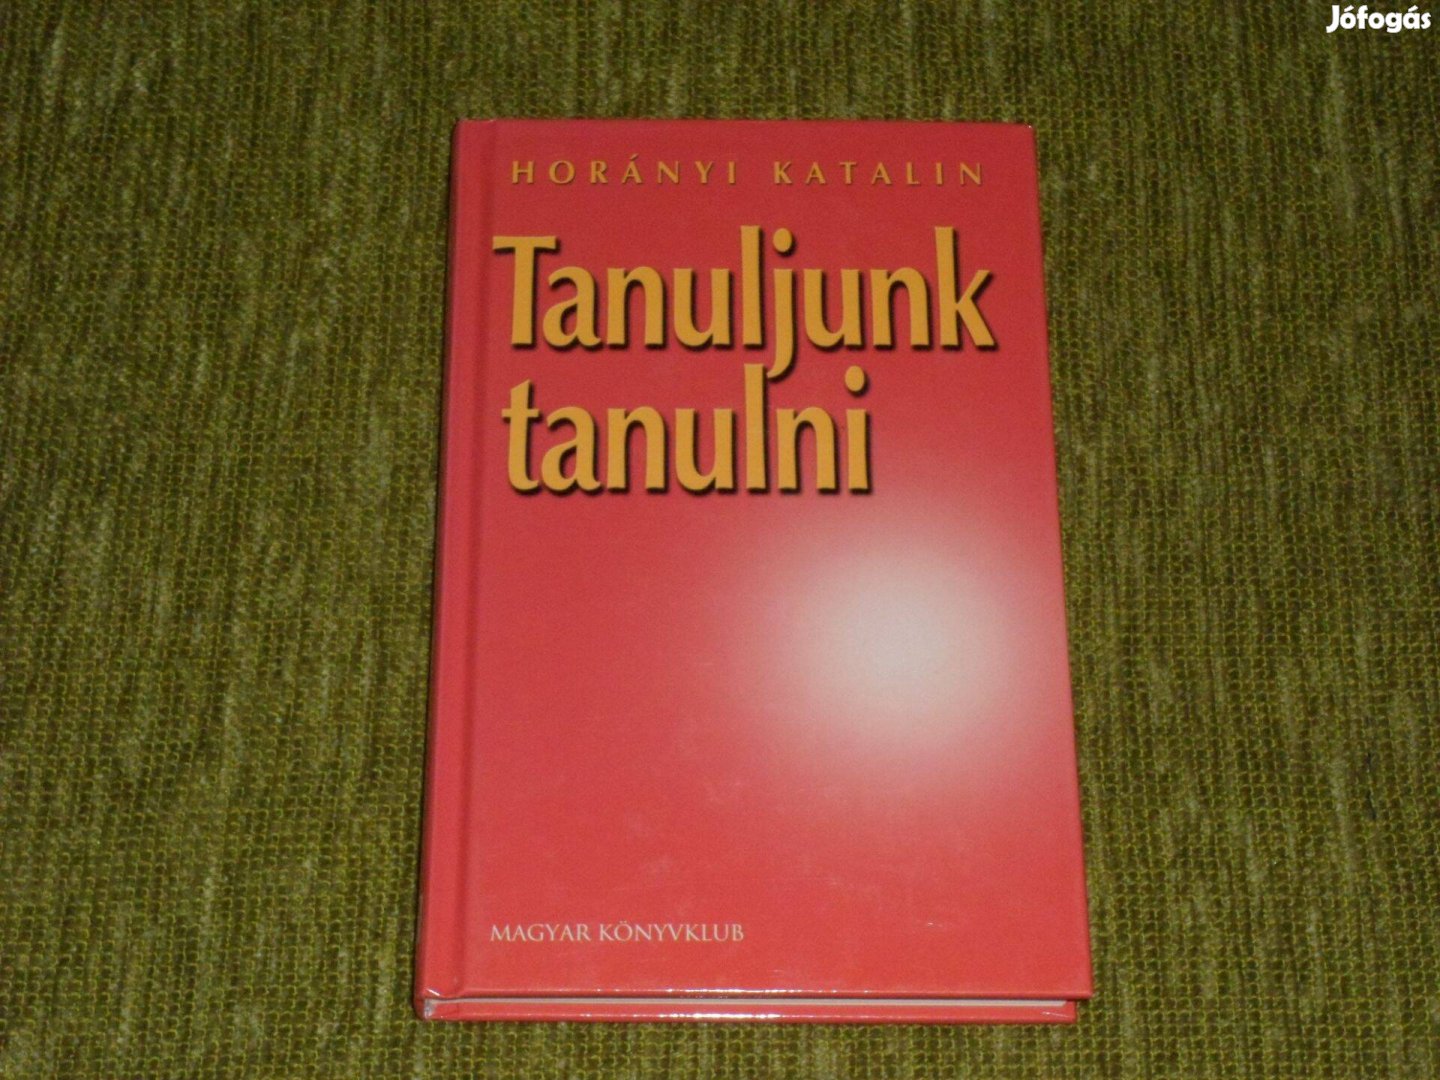 Jófogás
HORÁNYI KATALIN
Tanuljunk
tanulni
MAGYAR KÖNYVKLUB